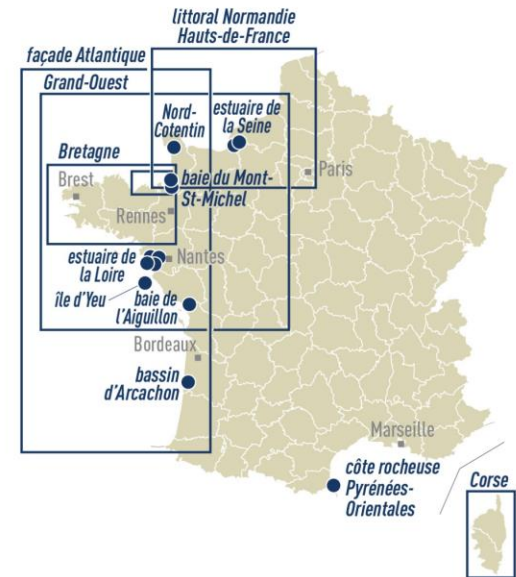 littoral Normandie
Hauts-de-France
façade Atlantique
Grand-Ouest
Nord-
Cotentin
estuaire de
la Seine
Bretagne
Paris
Brest
baie du Mont-
St-Michel
Rennes
estuaire de
la Loire
Nantes
île d'Yeu
baie de
l'Aiguillon
Bordeaux
bassin
d'Arcachon
Marseille
côte rocheuse
Pyrénées-
Orientales
Corse